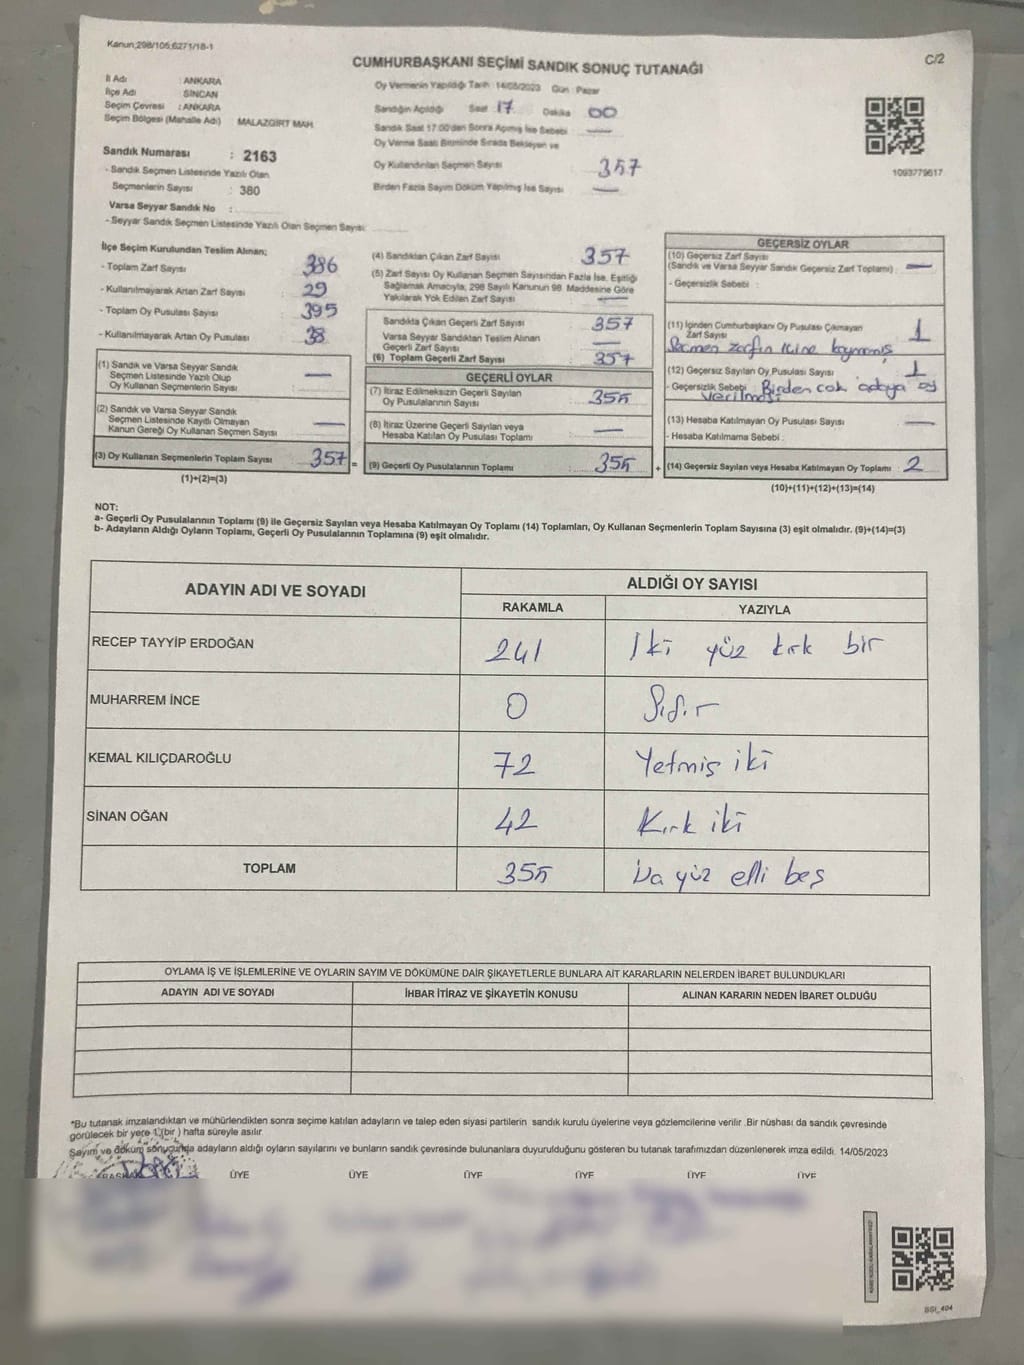 Kanun;298/105;6271/18-1
C/2
CUMHURBAŞKANI SEÇİMİ SANDIK SONUÇ TUTANAĞI
İl Adı : ANKARA
İlçe Adı SİNCAN
Seçim Çevresi : ANKARA
Seçim Bölgesi (Mahalle Adı) MALAZGİRT MAH.
Sandık Numarası : 2163
- Sandık Seçmen Listesinde Yazılı Olan
Seçmenlerin Sayısı : 380
Varsa Seyyar Sandık No :
- Seyyar Sandık Seçmen Listesinde Yazılı Olan Seçmen Sayısı:
Oy Vermenin Yapıldığı Tarih 14/05/2023 Gün : Pazar
Sandığın Açıldığı Saat 17 Dakika 00
Sandık Saat 17:00'den Sonra Açılmış İse Sebebi : —
Oy Verme Saati Bitiminde Sırada Bekleyen ve
Oy Kullandırılan Seçmen Sayısı 357
Birden Fazla Sayım Döküm Yapılmış İse Sayısı —
1093779617
İlçe Seçim Kurulundan Teslim Alınan;
- Toplam Zarf Sayısı 386
- Kullanılmayarak Artan Zarf Sayısı 29
- Toplam Oy Pusulası Sayısı 395
- Kullanılmayarak Artan Oy Pusulası 38
(1) Sandık ve Varsa Seyyar Sandık
Seçmen Listesinde Yazılı Olup
Oy Kullanan Seçmenlerin Sayısı : —
(2) Sandık ve Varsa Seyyar Sandık
Seçmen Listesinde Kayıtlı Olmayan
Kanun Gereği Oy Kullanan Seçmen Sayısı : —
(3) Oy Kullanan Seçmenlerin Toplam Sayısı 357 =
(1)+(2)=(3)
(4) Sandıktan Çıkan Zarf Sayısı 357
(5) Zarf Sayısı Oy Kullanan Seçmen Sayısından Fazla İse, Eşitliği
Sağlamak Amacıyla, 298 Sayılı Kanunun 98. Maddesine Göre
Yakılarak Yok Edilen Zarf Sayısı —
Sandıkta Çıkan Geçerli Zarf Sayısı 357
Varsa Seyyar Sandıktan Teslim Alınan
Geçerli Zarf Sayısı —
(6) Toplam Geçerli Zarf Sayısı 357
GEÇERLİ OYLAR
(7) İtiraz Edilmeksizin Geçerli Sayılan
Oy Pusulalarının Sayısı 355
(8) İtiraz Üzerine Geçerli Sayılan veya
Hesaba Katılan Oy Pusulası Toplamı : —
(9) Geçerli Oy Pusulalarının Toplamı : 355 +
GEÇERSİZ OYLAR
(10) Geçersiz Zarf Sayısı
(Sandık ve Varsa Seyyar Sandık Geçersiz Zarf Toplamı) : —
- Geçersizlik Sebebi :
(11) İçinden Cumhurbaşkanı Oy Pusulası Çıkmayan
Zarf Sayısı 1
Seçmen zarfın içine koymamış
(12) Geçersiz Sayılan Oy Pusulası Sayısı 1
- Geçersizlik Sebebi Birden çok adaya oy
verilmesi
(13) Hesaba Katılmayan Oy Pusulası Sayısı —
- Hesaba Katılmama Sebebi :
(14) Geçersiz Sayılan veya Hesaba Katılmayan Oy Toplamı : 2
(10)+(11)+(12)+(13)=(14)
NOT:
a- Geçerli Oy Pusulalarının Toplamı (9) ile Geçersiz Sayılan veya Hesaba Katılmayan Oy Toplamı (14) Toplamları, Oy Kullanan Seçmenlerin Toplam Sayısına (3) eşit olmalıdır. (9)+(14)=(3)
b- Adayların Aldığı Oyların Toplamı, Geçerli Oy Pusulalarının Toplamına (9) eşit olmalıdır.
ADAYIN ADI VE SOYADI ALDIĞI OY SAYISI
RAKAMLA YAZIYLA
RECEP TAYYİP ERDOĞAN 241 İki yüz kırk bir
MUHARREM İNCE 0 Sıfır
KEMAL KILIÇDAROĞLU 72 Yetmiş iki
SİNAN OĞAN 42 Kırk iki
TOPLAM 355 yüz elli beş
OYLAMA İŞ VE İŞLEMLERİNE VE OYLARIN SAYIM VE DÖKÜMÜNE DAİR ŞİKAYETLERLE BUNLARA AİT KARARLARIN NELERDEN İBARET BULUNDUKLARI
ADAYIN ADI VE SOYADI İHBAR İTİRAZ VE ŞİKAYETİN KONUSU ALINAN KARARIN NEDEN İBARET OLDUĞU
*Bu tutanak imzalandıktan ve mühürlendikten sonra seçime katılan adayların ve talep eden siyasi partilerin sandık kurulu üyelerine veya gözlemcilerine verilir .Bir nüshası da sandık çevresinde
görülecek bir yere 1 (bir ) hafta süreyle asılır.
Sayım ve döküm sonucunda adayların aldığı oyların sayılarını ve bunların sandık çevresinde bulunanlara duyurulduğunu gösteren bu tutanak tarafımızdan düzenlenerek imza edildi. 14/05/2023
BAŞKAN ÜYE ÜYE ÜYE ÜYE ÜYE ÜYE
BSI_404